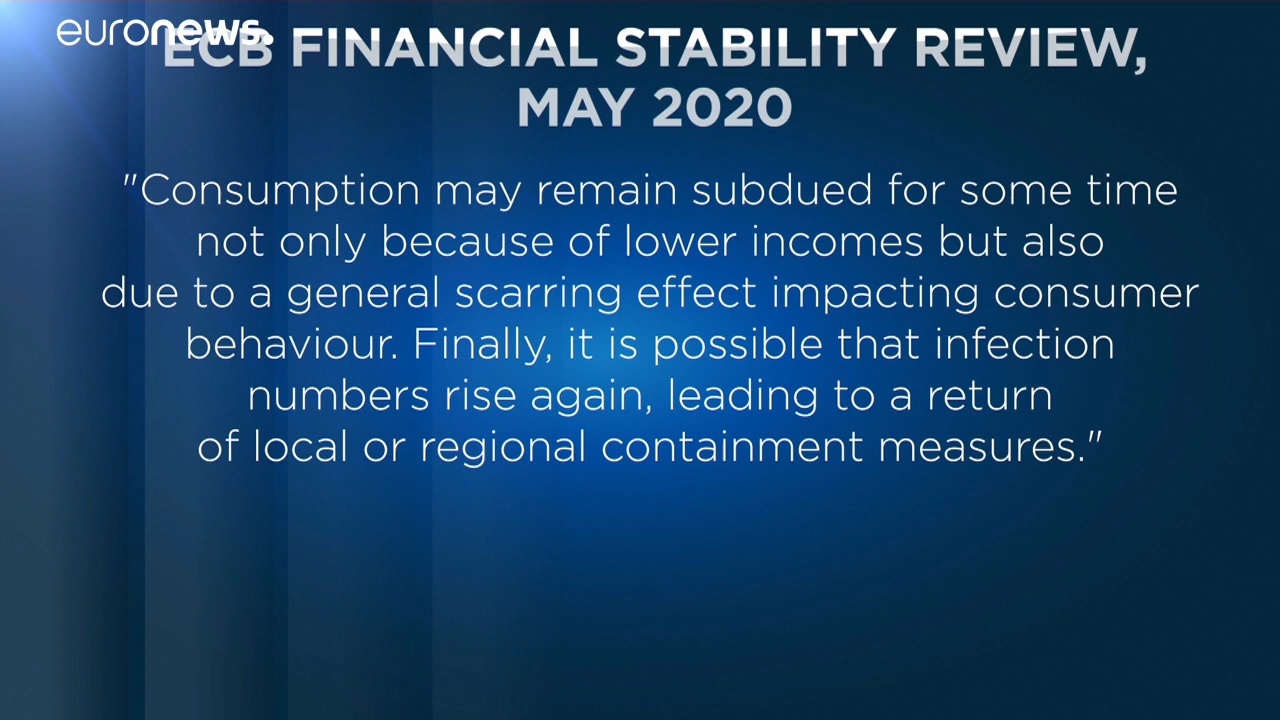 euronews.
ECB FINANCIAL STABILITY REVIEW,
MAY 2020
"Consumption may remain subdued for some time
not only because of lower incomes but also
due to a general scarring effect impacting consumer
behaviour. Finally, it is possible that infection
numbers rise again, leading to a return
of local or regional containment measures."